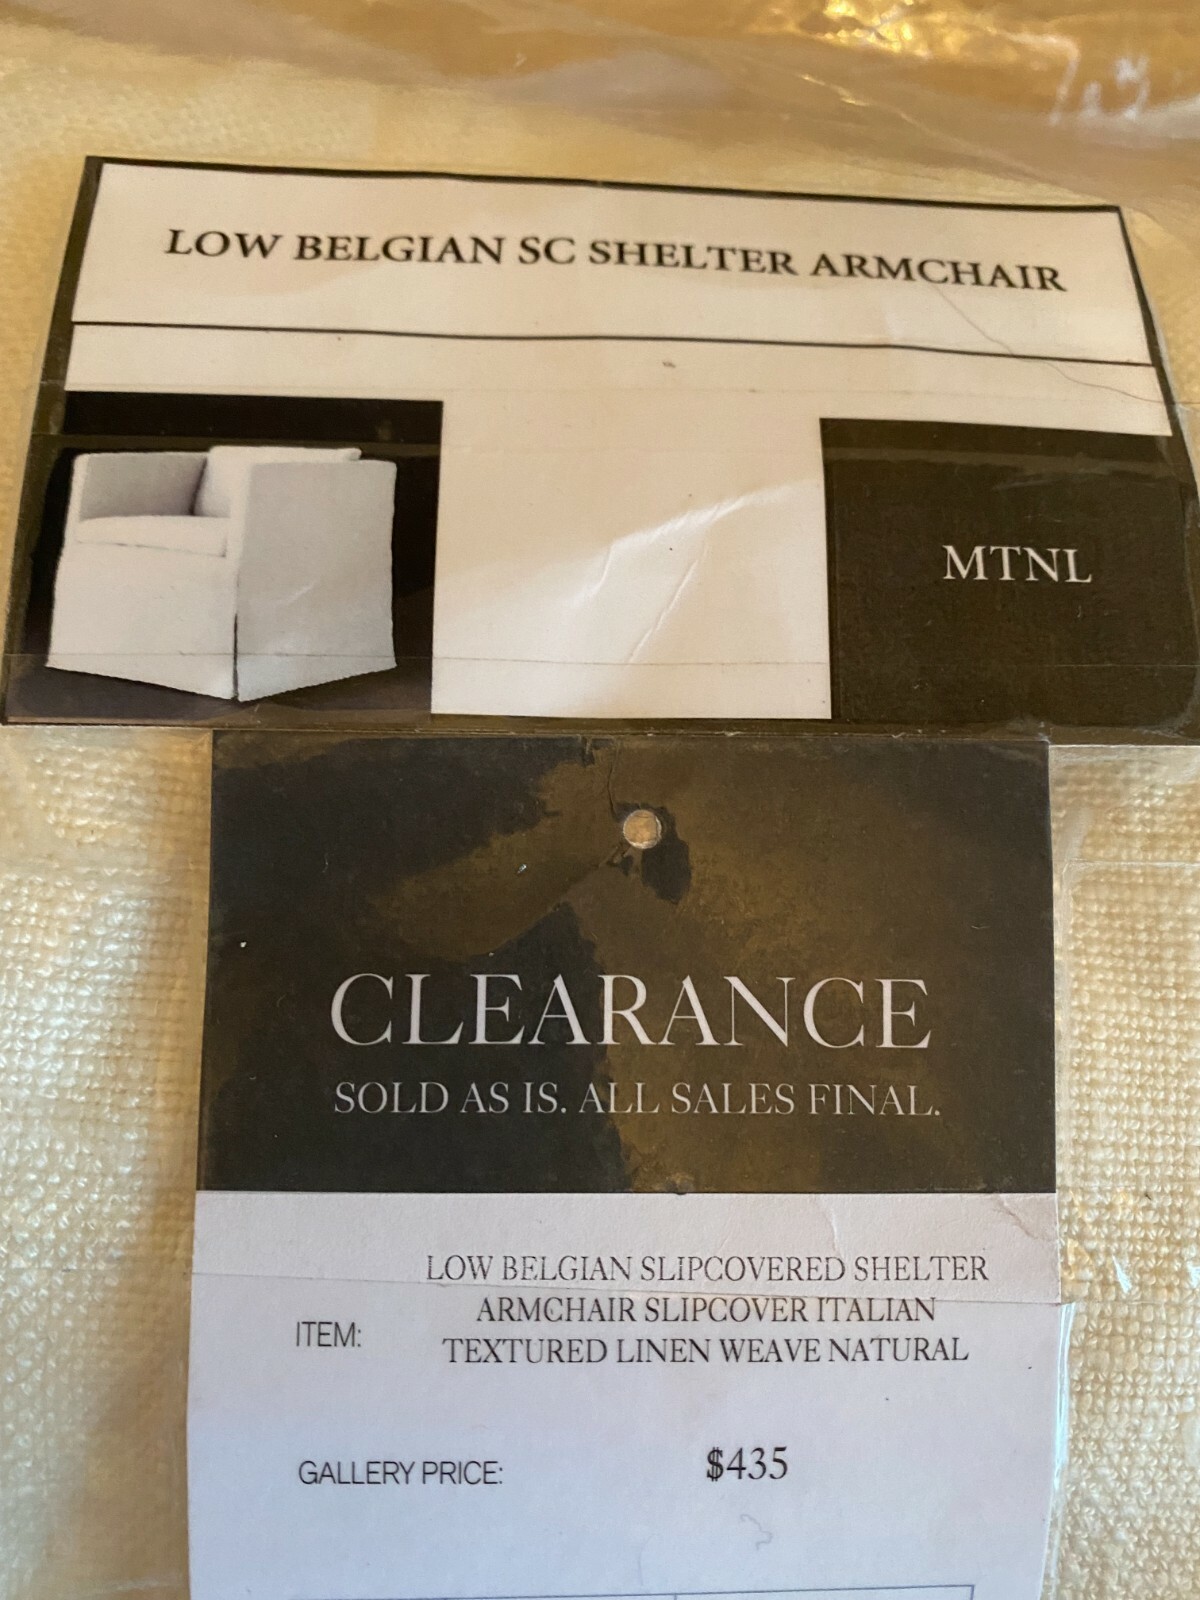 LOW BELGIAN SC SHELTER ARMCHAIR
MTNL
CLEARANCE
SOLD AS IS. ALL SALES FINAL.
ITEM:
LOW BELGIAN SLIPCOVERED SHELTER
ARMCHAIR SLIPCOVER ITALIAN
TEXTURED LINEN WEAVE NATURAL
GALLERY PRICE: $435